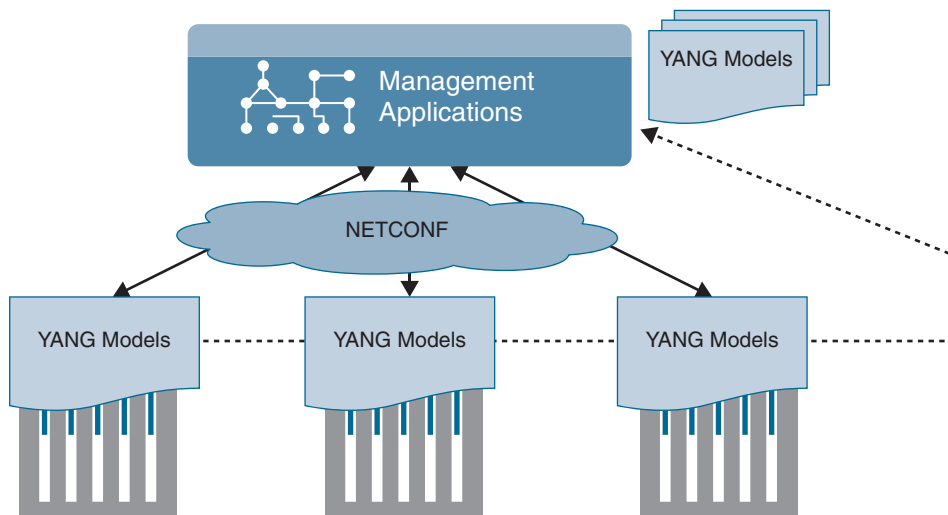 Management
Applications
YANG Models
NETCONF
YANG Models
YANG Models
YANG Models